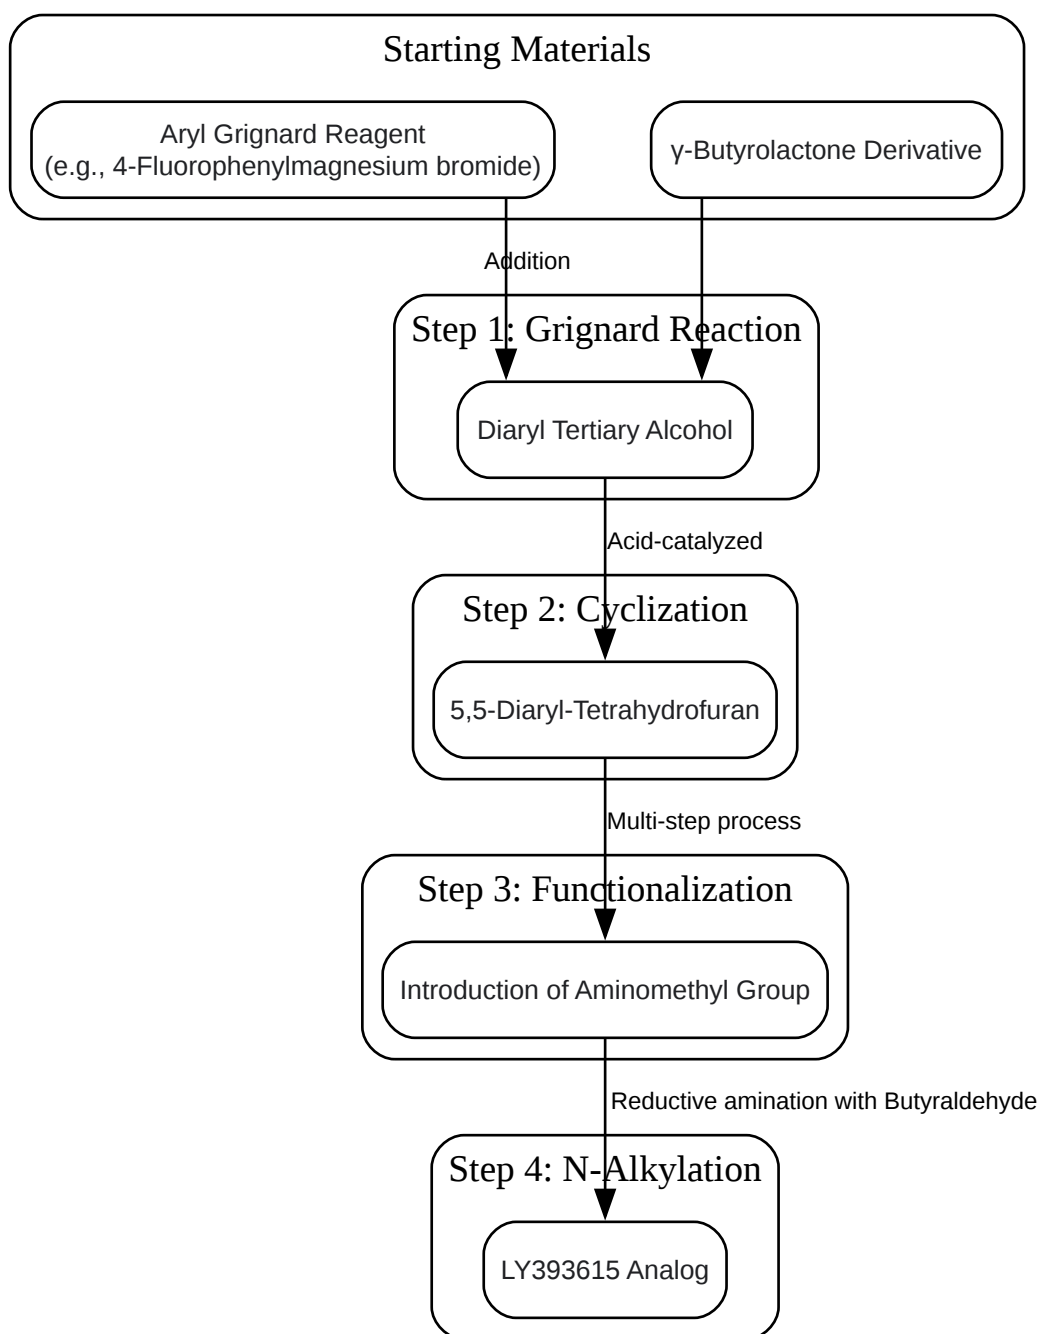 Starting Materials
Aryl Grignard Reagent
(e.g., 4-Fluorophenylmagnesium bromide)
γ-Butyrolactone Derivative
Addition
Step 1: Grignard Reaction
Diaryl Tertiary Alcohol
Acid-catalyzed
Step 2: Cyclization
5,5-Diaryl-Tetrahydrofuran
Multi-step process
Step 3: Functionalization
Introduction of Aminomethyl Group
Reductive amination with Butyraldehyde
Step 4: N-Alkylation
LY393615 Analog